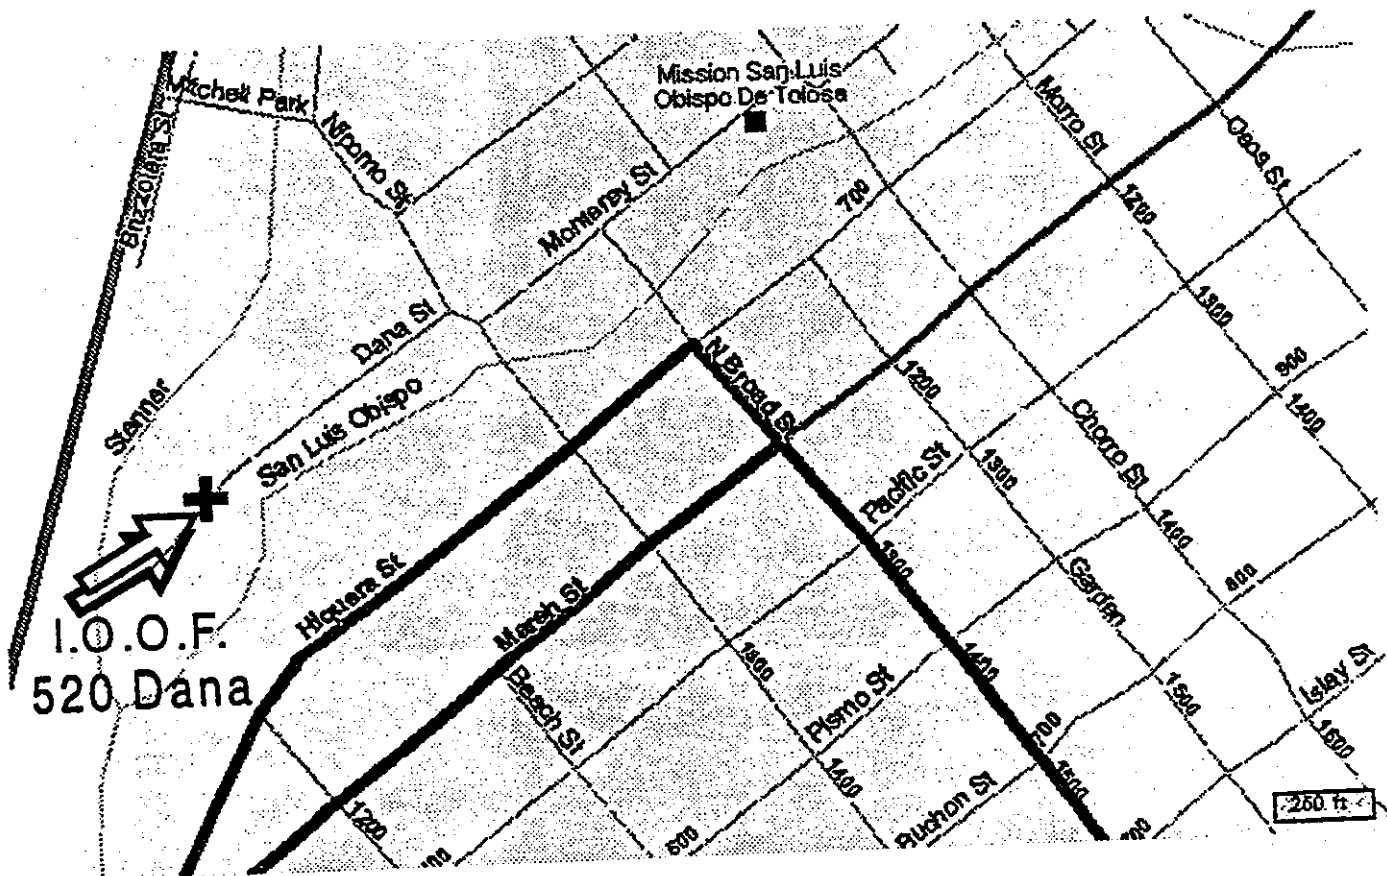 Mission San Luis
Obispo De Tolosa
Mitchell Park
Brizzolara St
Nipomo St
Morro St
Osos St
Monterey St
700
1200
Dana St
1300
San Luis Obispo
Stenner
N Broad St
1200
900
1400
Chorro St
Pacific St
1300
1400
Higuera St
1300
Garden
800
Marsh St
I.O.O.F.
520 Dana
Beach St
1300
Pismo St
1400
1500
Islay St
700
1600
1200
1400
1500
Buchon St
600
250 ft